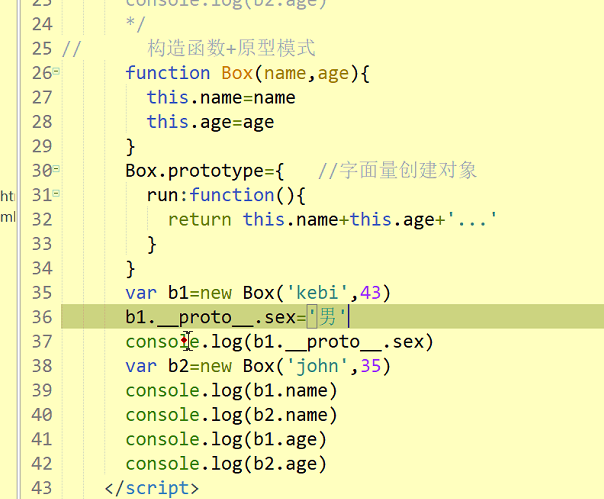 23 console.log(b2.age)
24 */
25 // 构造函数+原型模式
26 function Box(name,age){
27 this.name=name
28 this.age=age
29 }
30 Box.prototype={ //字面量创建对象
31 run:function(){
32 return this.name+this.age+'...'
33 }
34 }
35 var b1=new Box('kebi',43)
36 b1.__proto__.sex='男'
37 console.log(b1.__proto__.sex)
38 var b2=new Box('john',35)
39 console.log(b1.name)
40 console.log(b2.name)
41 console.log(b1.age)
42 console.log(b2.age)
43 </script>